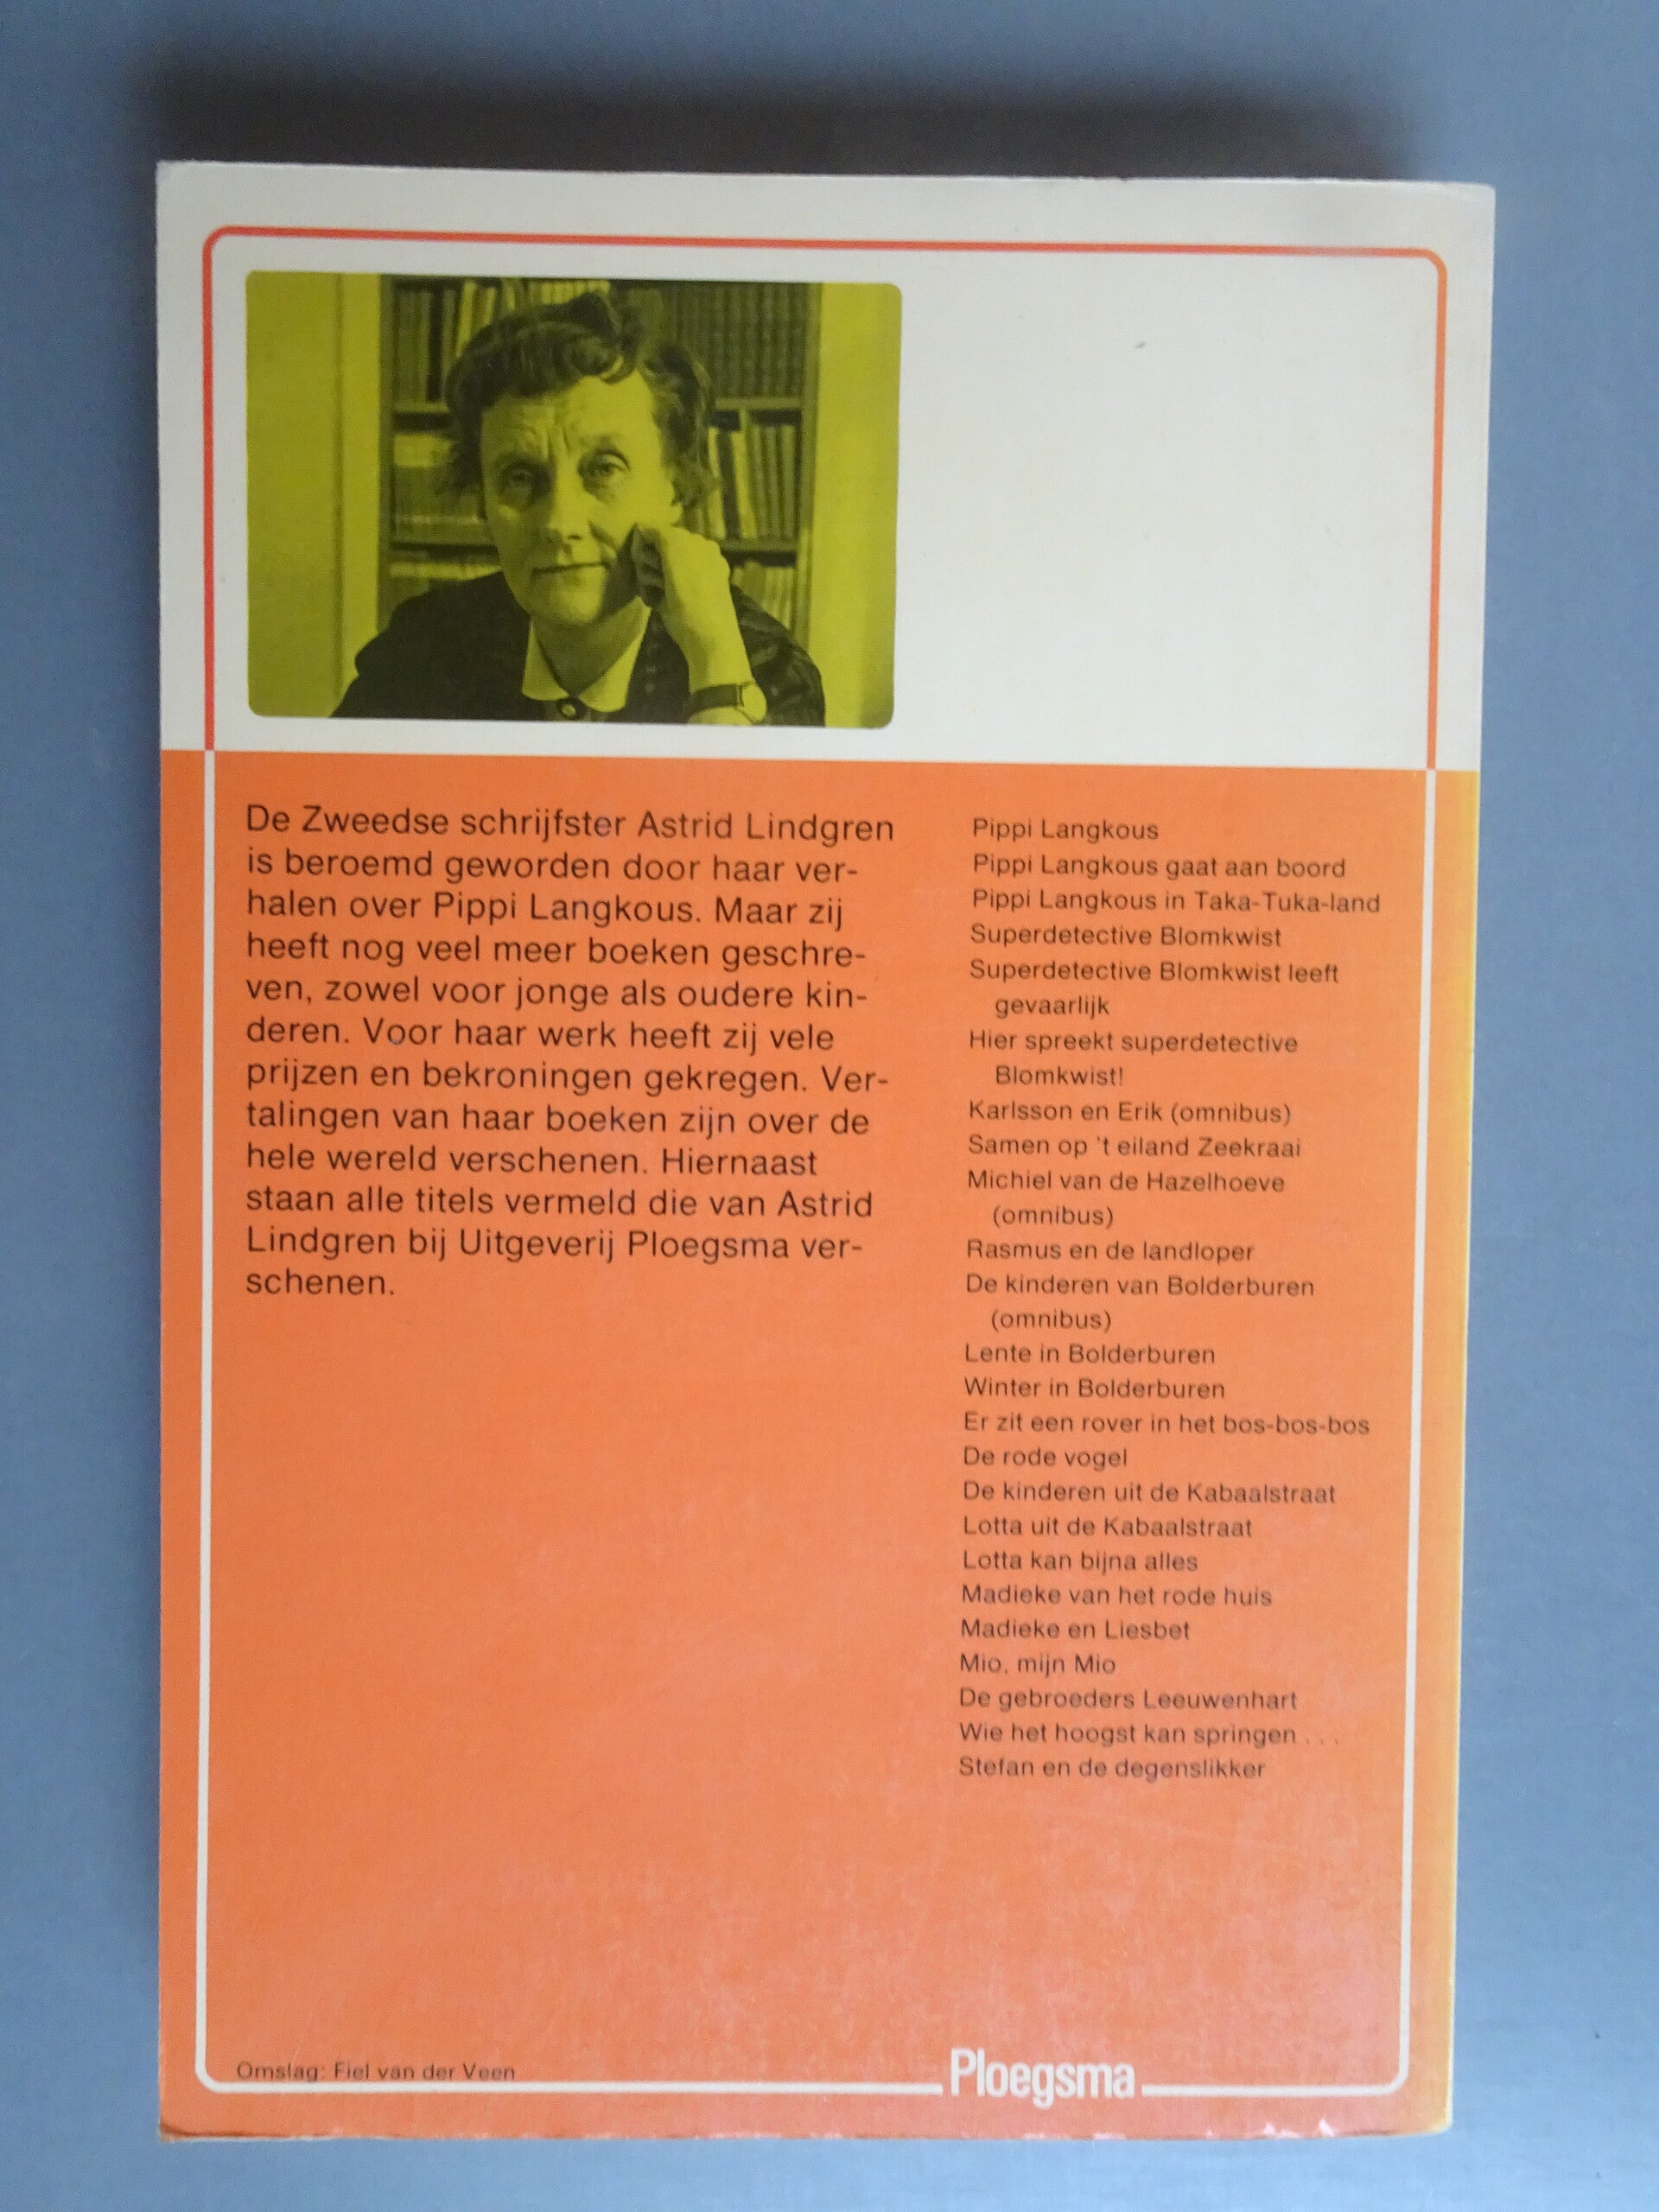 De Zweedse schrijfster Astrid Lindgren
is beroemd geworden door haar ver-
halen over Pippi Langkous. Maar zij
heeft nog veel meer boeken geschre-
ven, zowel voor jonge als oudere kin-
deren. Voor haar werk heeft zij vele
prijzen en bekroningen gekregen. Ver-
talingen van haar boeken zijn over de
hele wereld verschenen. Hiernaast
staan alle titels vermeld die van Astrid
Lindgren bij Uitgeverij Ploegsma ver-
schenen.
Pippi Langkous
Pippi Langkous gaat aan boord
Pippi Langkous in Taka-Tuka-land
Superdetective Blomkwist
Superdetective Blomkwist leeft
gevaarlijk
Hier spreekt superdetective
Blomkwist!
Karlsson en Erik (omnibus)
Samen op 't eiland Zeekraai
Michiel van de Hazelhoeve
(omnibus)
Rasmus en de landloper
De kinderen van Bolderburen
(omnibus)
Lente in Bolderburen
Winter in Bolderburen
Er zit een rover in het bos-bos-bos
De rode vogel
De kinderen uit de Kabaalstraat
Lotta uit de Kabaalstraat
Lotta kan bijna alles
Madieke van het rode huis
Madieke en Liesbet
Mio, mijn Mio
De gebroeders Leeuwenhart
Wie het hoogst kan springen . . .
Stefan en de degenslikker
Omslag: Fiel van der Veen
Ploegsma